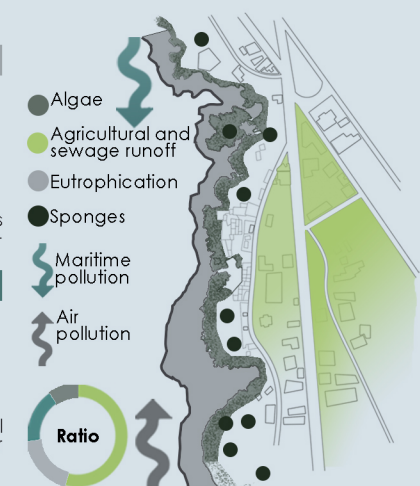 Algae
Agricultural and
sewage runoff
Eutrophication
Sponges
Maritime
pollution
Air
pollution
Ratio